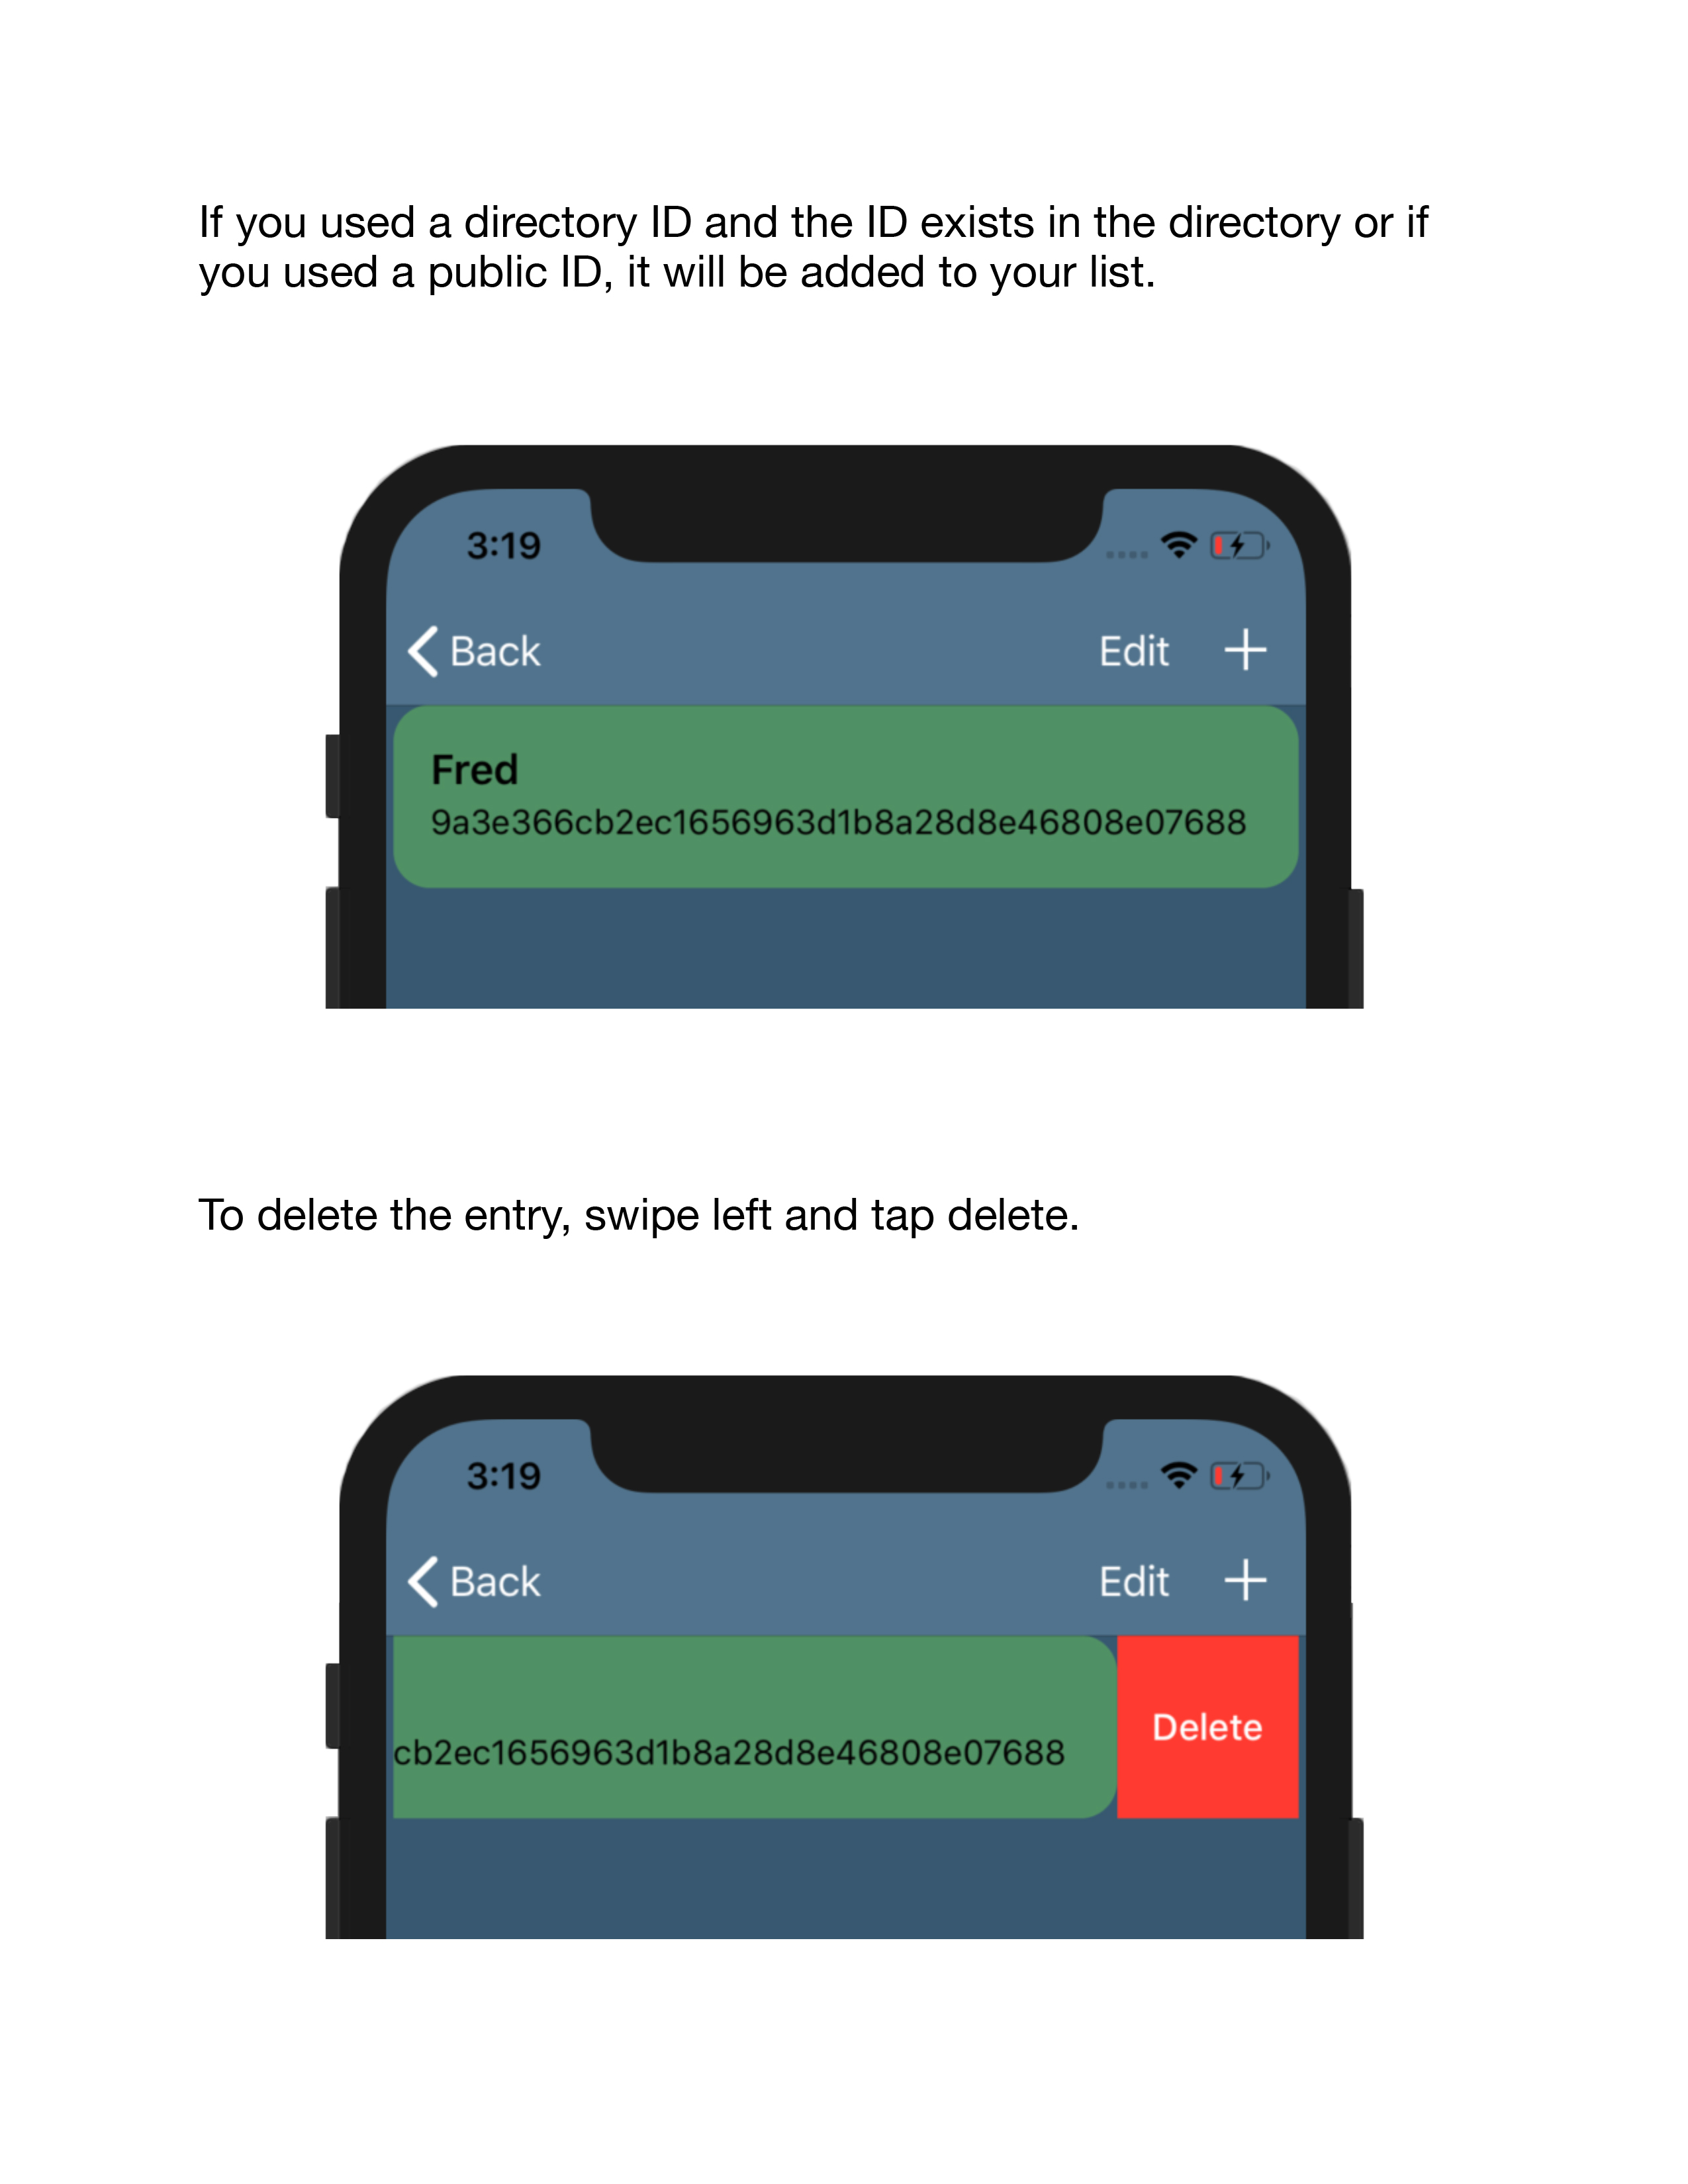 If you used a directory ID and the ID exists in the directory or if
you used a public ID, it will be added to your list.
3:19
Back
Edit
Fred
9a3e366cb2ec1656963d1b8a28d8e46808e07688
To delete the entry, swipe left and tap delete.
3:19
Back
Edit
cb2ec1656963d1b8a28d8e46808e07688
Delete